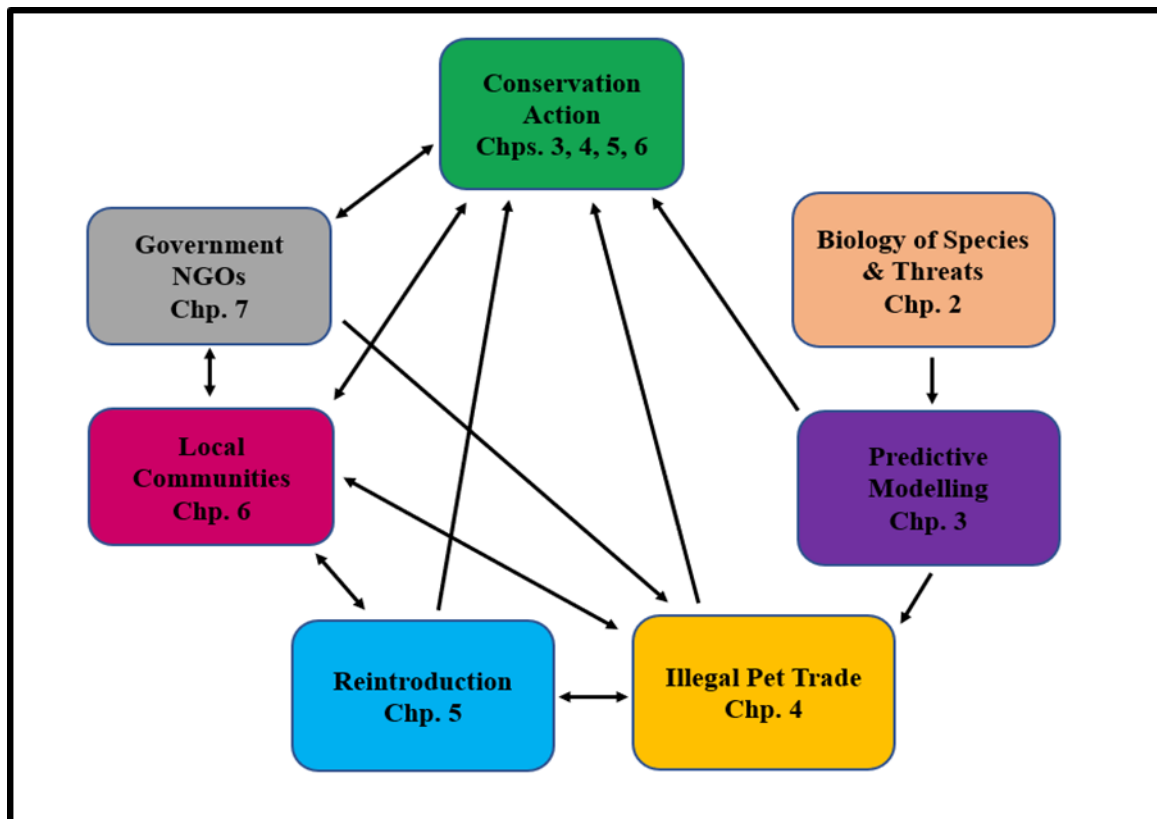 Conservation
Action
Chps. 3, 4, 5, 6
Government
NGOs
Chp. 7
Biology of Species
& Threats
Chp. 2
Local
Communities
Chp. 6
Predictive
Modelling
Chp. 3
Reintroduction
Chp. 5
Illegal Pet Trade
Chp. 4